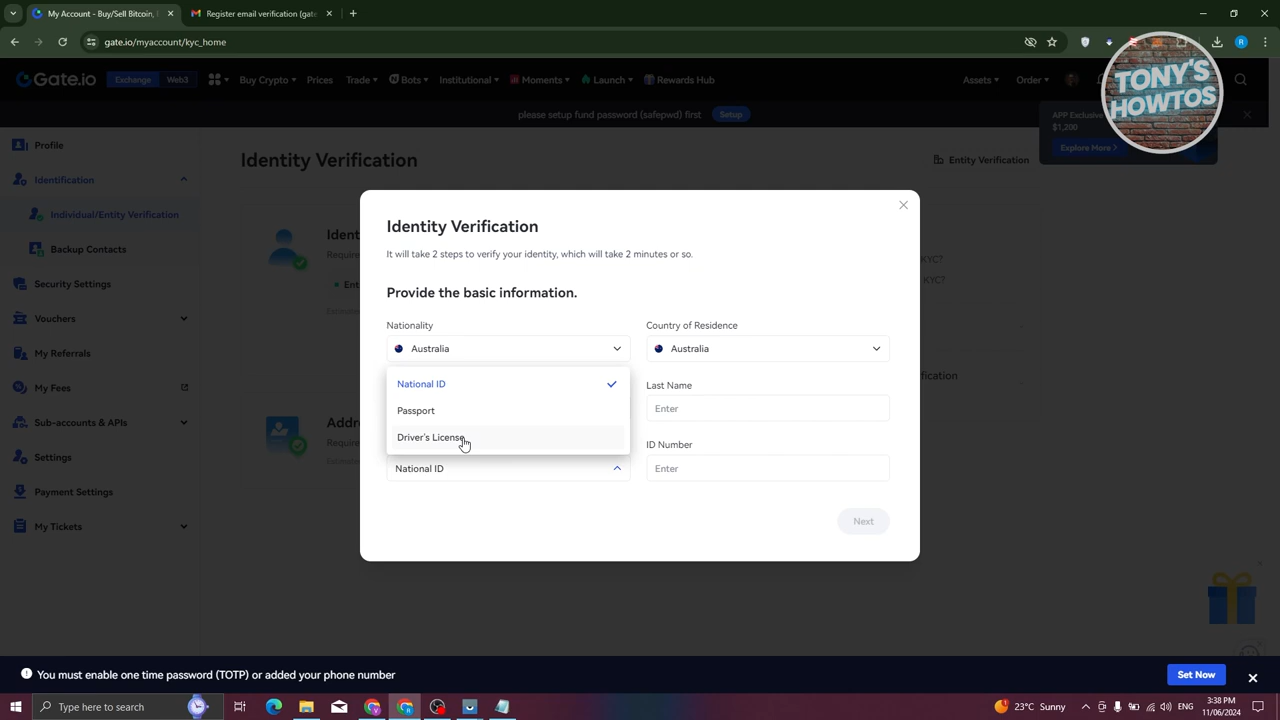 My Account - Buy/Sell Bitcoin,
Register email verification (gate
gate.io/myaccount/kyc_home
Gate.io
Exchange
Web3
Buy Crypto
Prices
Trade
Bots
Institutional
Moments
Launch
Rewards Hub
Assets
Order
TONY'S
HOWTOS
please setup fund password (safepwd) first
Setup
APP Exclusive
$1,200
Explore More >
Profile
Identification
Individual/Entity Verification
Backup Contacts
Security Settings
Vouchers
My Referrals
My Fees
Sub-accounts & APIs
Settings
Payment Settings
My Tickets
Identity Verification
Entity Verification
Ident
Require
Ent
Estimate
KYC?
KYC?
fication
Addre
Require
Estimate
Identity Verification
It will take 2 steps to verify your identity, which will take 2 minutes or so.
Provide the basic information.
Nationality
Country of Residence
Australia
Australia
National ID
Passport
Driver's License
National ID
Last Name
Enter
ID Number
Enter
Next
You must enable one time password (TOTP) or added your phone number
Set Now
Type here to search
23°C Sunny
ENG
3:38 PM
11/06/2024